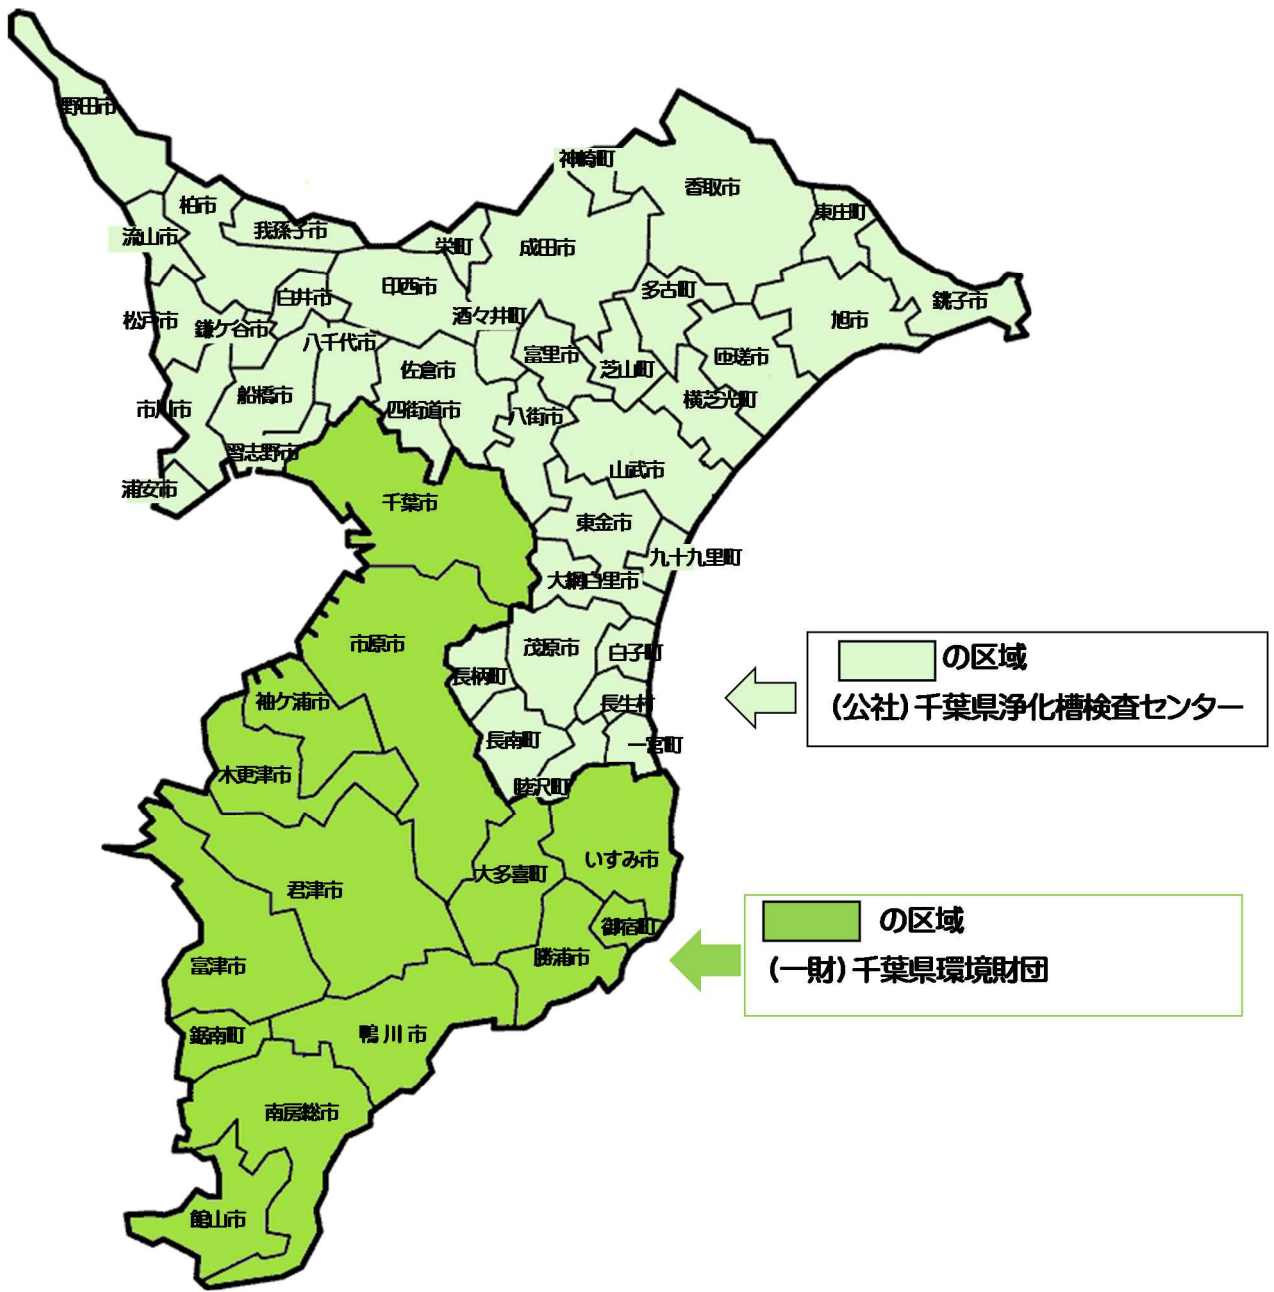 野田市
神崎町
香取市
柏市
東庄町
我孫子市
流山市
栄町
成田市
印西市
多古町
白井市
銚子市
酒々井町
松戸市
旭市
鎌ケ谷市
八千代市
富里市
匝瑳市
佐倉市
芝山町
船橋市
横芝光町
市川市
四街道市
八街市
習志野市
山武市
浦安市
千葉市
東金市
九十九里町
大網白里市
市原市
茂原市
白子町
の区域
長柄町
袖ケ浦市
長生村
(公社)千葉県浄化槽検査センター
長南町
一宮町
木更津市
睦沢町
いすみ市
大多喜町
君津市
の区域
御宿町
勝浦市
富津市
(一財)千葉県環境財団
鋸南町
鴨川市
南房総市
館山市